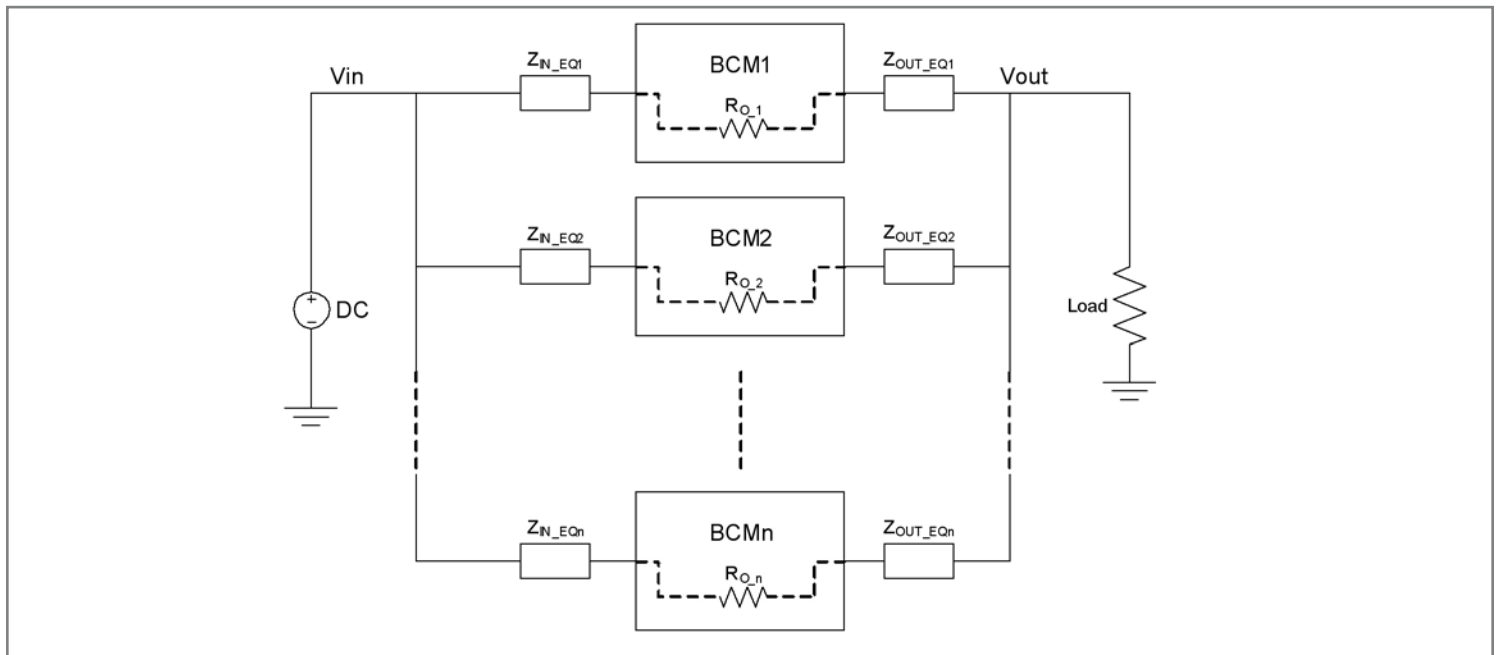 Z_IN_EQ1
BCM1
Z_OUT_EQ1
Vin
Vout
R_O_1
Z_IN_EQ2
BCM2
Z_OUT_EQ2
R_O_2
+
−
DC
Load
Z_IN_EQn
BCMn
Z_OUT_EQn
R_O_n